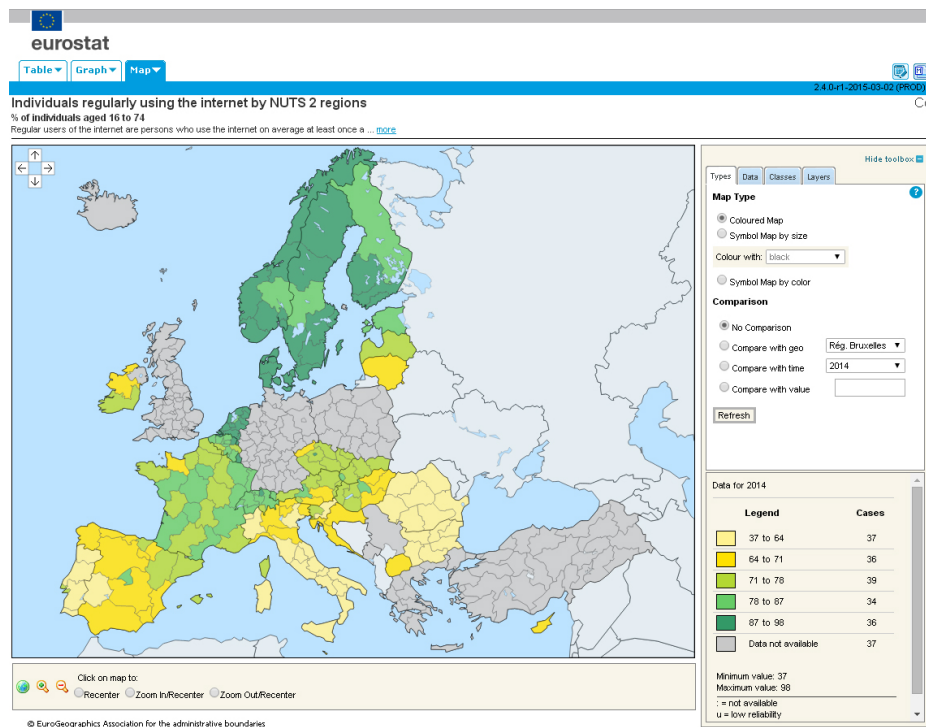 eurostat
Table Graph Map
2.4.0-r1-2015-03-02 (PROD)
Individuals regularly using the internet by NUTS 2 regions
% of individuals aged 16 to 74
Regular users of the internet are persons who use the internet on average at least once a ... more
Hide toolbox
Types Data Classes Layers
?
Map Type
Coloured Map
Symbol Map by size
Colour with: black
Symbol Map by color
Comparison
No Comparison
Compare with geo Rég. Bruxelles
Compare with time 2014
Compare with value
Refresh
Data for 2014
Legend Cases
37 to 64 37
64 to 71 36
71 to 78 39
78 to 87 34
87 to 98 36
Data not available 37
Minimum value: 37
Maximum value: 98
: = not available
u = low reliability
Click on map to:
Recenter Zoom In/Recenter Zoom Out/Recenter
© EuroGeographics Association for the administrative boundaries